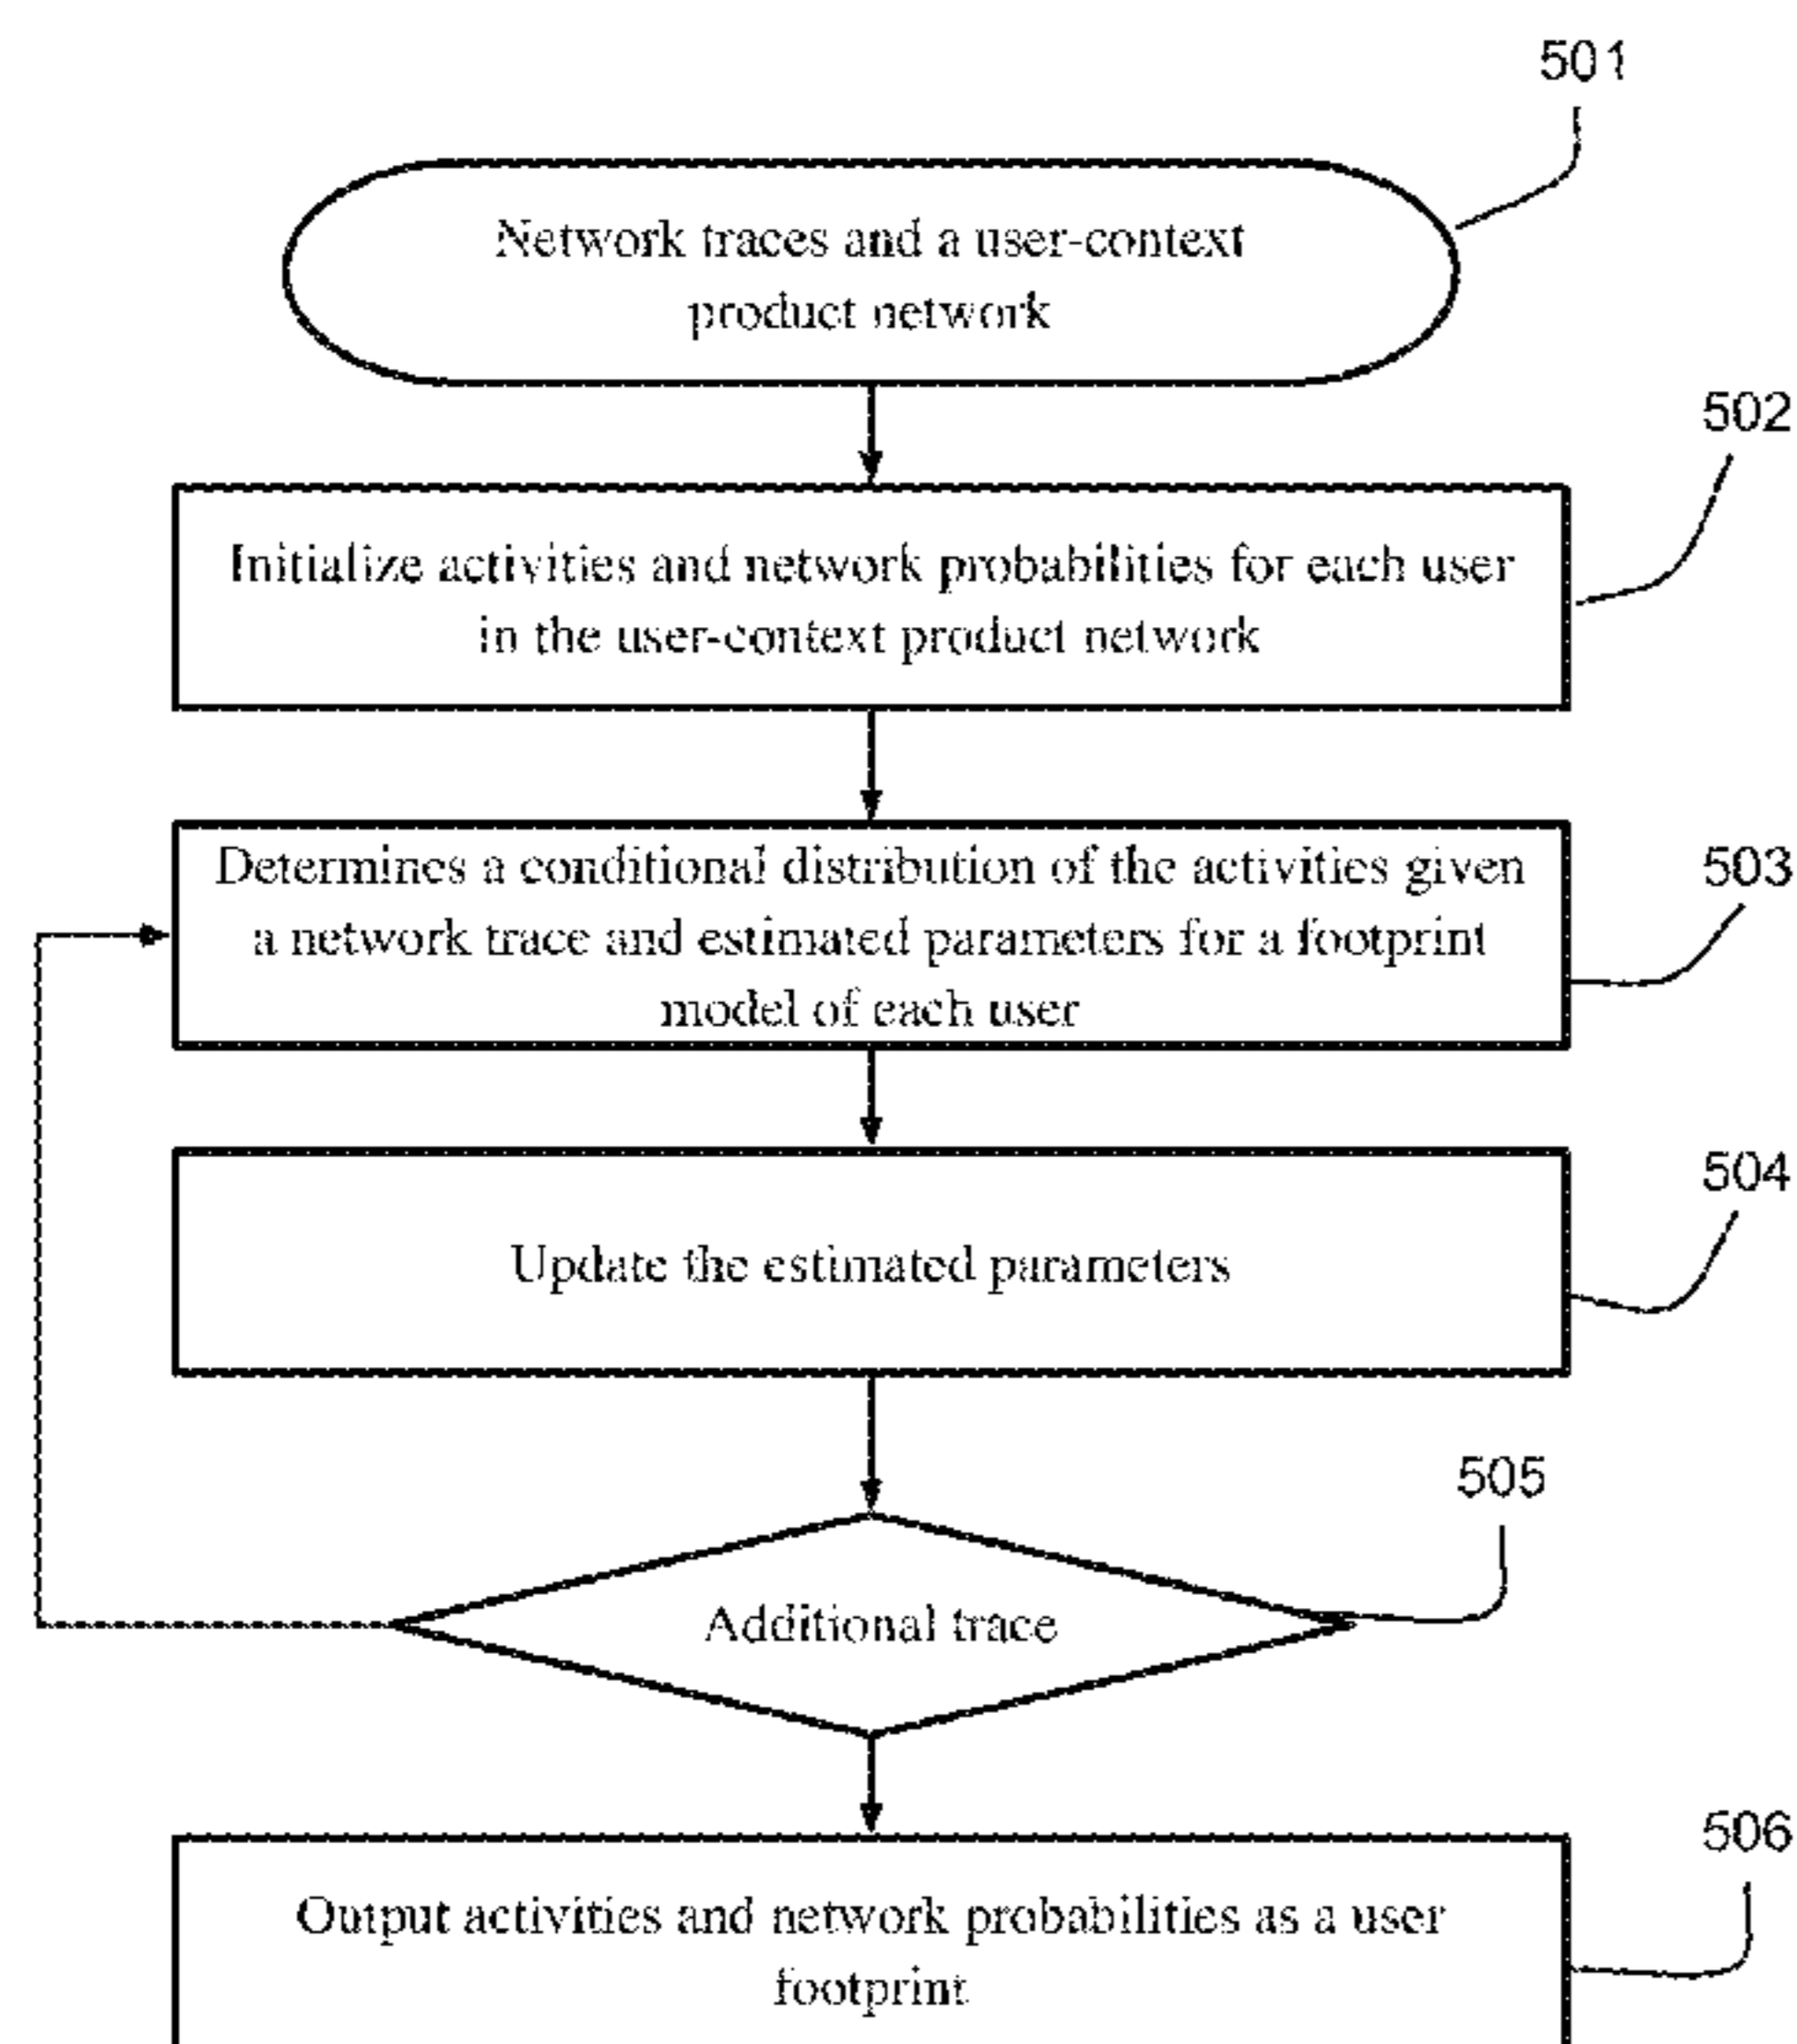 501
Network traces and a user-context
product network
502
Initialize activities and network probabilities for each user
in the user-context product network
503
Determines a conditional distribution of the activities given
a network trace and estimated parameters for a footprint
model of each user
504
Update the estimated parameters
505
Additional trace
506
Output activities and network probabilities as a user
footprint